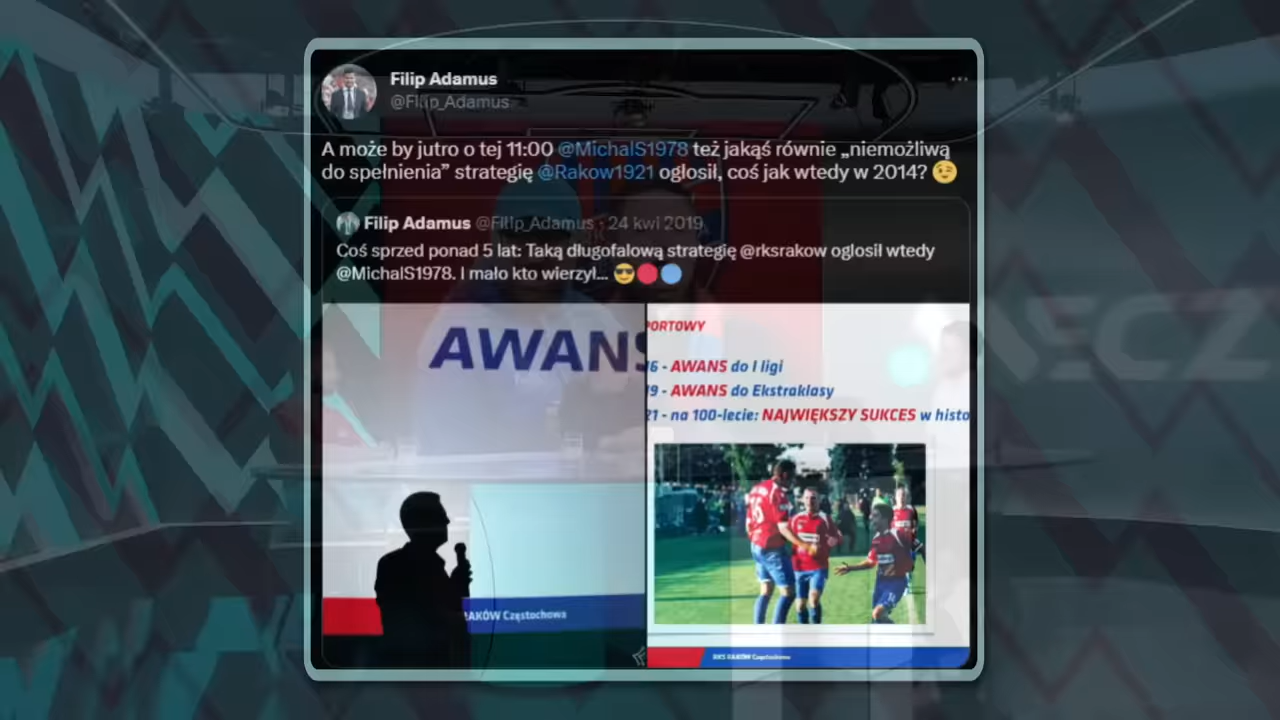 Filip Adamus
@Filip_Adamus
A może by jutro o tej 11:00 @MichalS1978 też jakąś równie „niemożliwą
do spełnienia” strategię @Rakow1921 ogłosił, coś jak wtedy w 2014? 😉
Filip Adamus @Filip_Adamus · 24 kwi 2019
Coś sprzed ponad 5 lat: Taką długofalową strategię @rksrakow oglosił wtedy
@MichalS1978. I mało kto wierzył... 😎🔴🔵
AWANS
PORTOWY
16 - AWANS do I ligi
19 - AWANS do Ekstraklasy
21 - na 100-lecie: NAJWIĘKSZY SUKCES w histo
RAKÓW Częstochowa
RKS RAKÓW Częstochowa